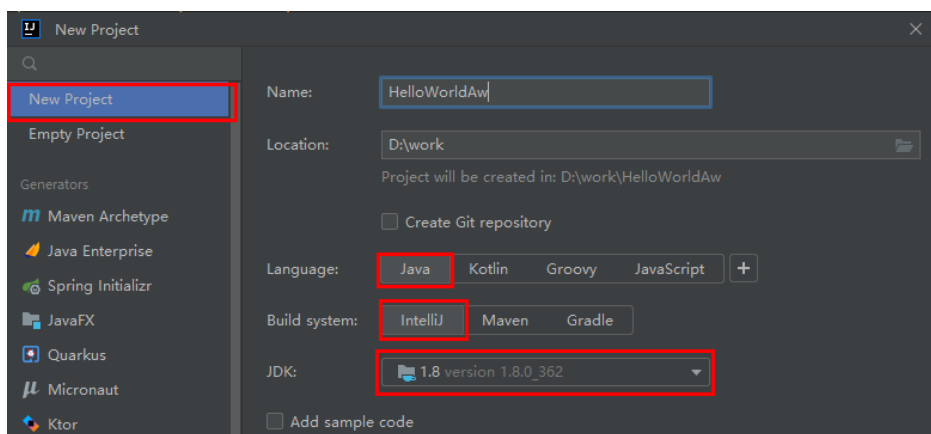 New Project
New Project
Empty Project
Generators
Maven Archetype
Java Enterprise
Spring Initializr
JavaFX
Quarkus
Micronaut
Ktor
Name:
HelloWorldAw
Location:
D:\work
Project will be created in: D:\work\HelloWorldAw
Create Git repository
Language:
Java Kotlin Groovy JavaScript +
Build system:
IntelliJ Maven Gradle
JDK:
1.8 version 1.8.0_362
Add sample code